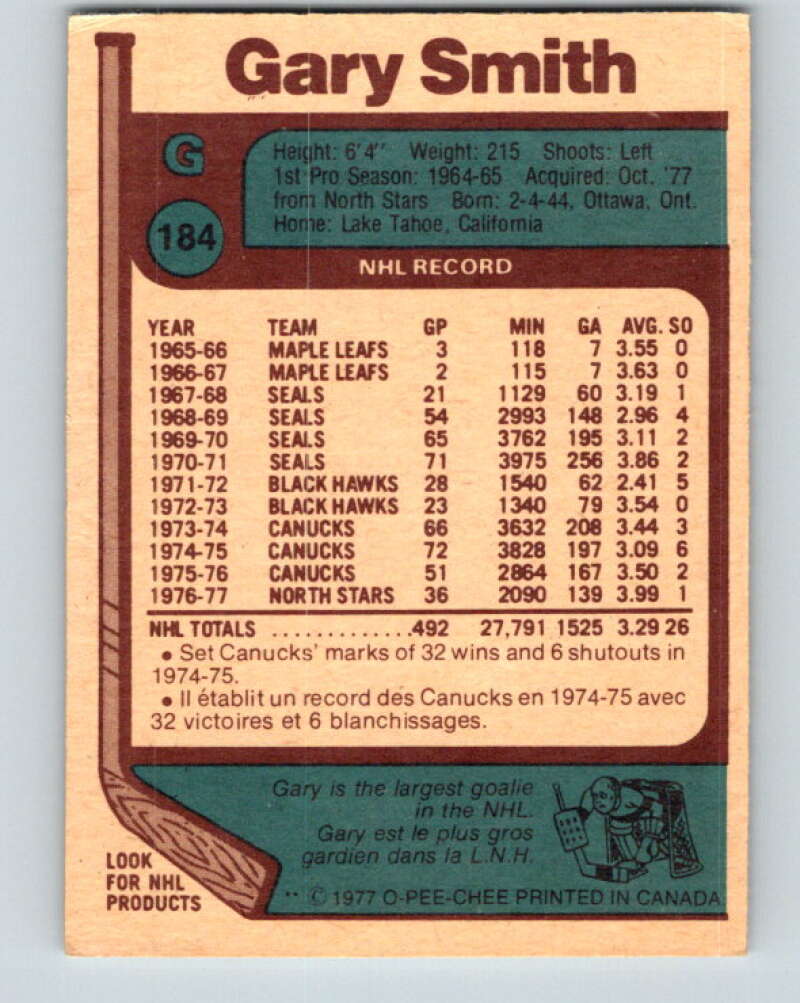 Gary Smith
G
184
Height: 6'4" Weight: 215 Shoots: Left
1st Pro Season: 1964-65 Acquired: Oct. '77
from North Stars Born: 2-4-44, Ottawa, Ont.
Home: Lake Tahoe, California
NHL RECORD
YEAR TEAM GP MIN GA AVG. SO
1965-66 MAPLE LEAFS 3 118 7 3.55 0
1966-67 MAPLE LEAFS 2 115 7 3.63 0
1967-68 SEALS 21 1129 60 3.19 1
1968-69 SEALS 54 2993 148 2.96 4
1969-70 SEALS 65 3762 195 3.11 2
1970-71 SEALS 71 3975 256 3.86 2
1971-72 BLACK HAWKS 28 1540 62 2.41 5
1972-73 BLACK HAWKS 23 1340 79 3.54 0
1973-74 CANUCKS 66 3632 208 3.44 3
1974-75 CANUCKS 72 3828 197 3.09 6
1975-76 CANUCKS 51 2864 167 3.50 2
1976-77 NORTH STARS 36 2090 139 3.99 1
NHL TOTALS .............492 27,791 1525 3.29 26
• Set Canucks' marks of 32 wins and 6 shutouts in
1974-75.
• Il établit un record des Canucks en 1974-75 avec
32 victoires et 6 blanchissages.
Gary is the largest goalie
in the NHL.
Gary est le plus gros
gardien dans la L.N.H.
LOOK
FOR NHL
PRODUCTS
** © 1977 O-PEE-CHEE PRINTED IN CANADA